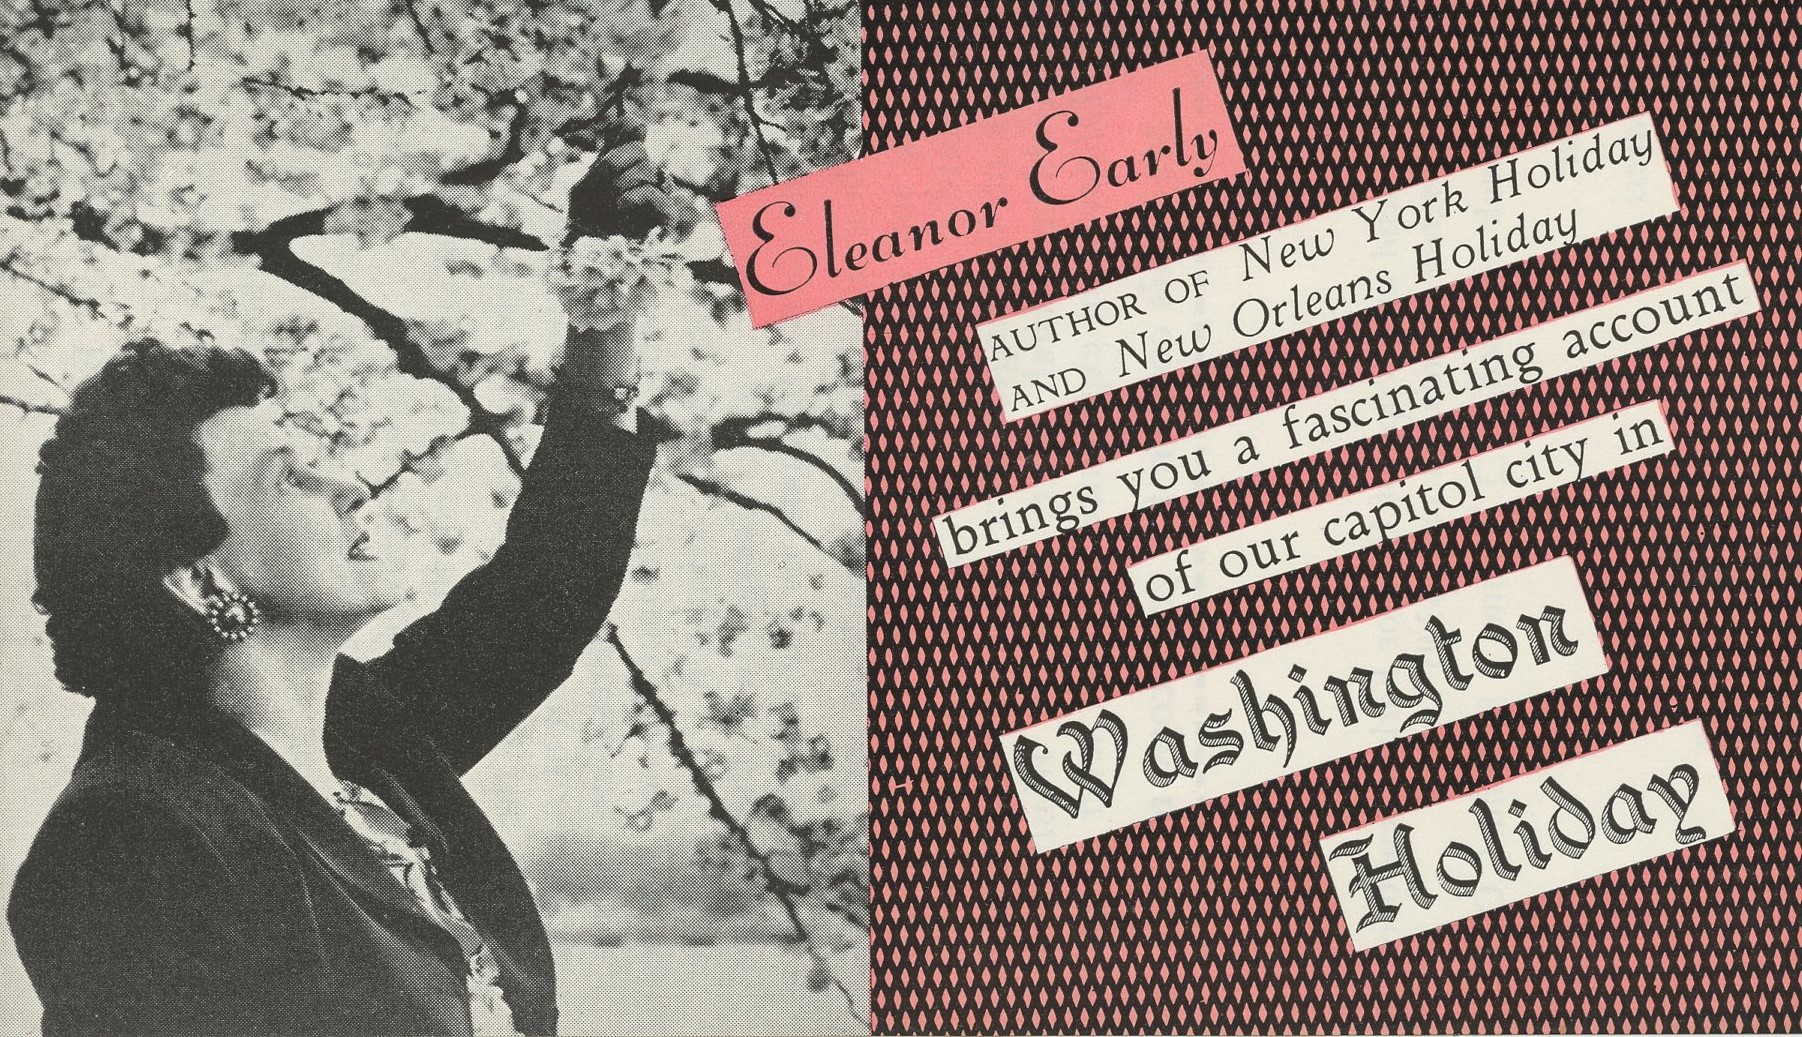 Eleanor Early
AUTHOR OF New York Holiday
AND New Orleans Holiday
brings you a fascinating account
of our capitol city in
Washington
Holiday